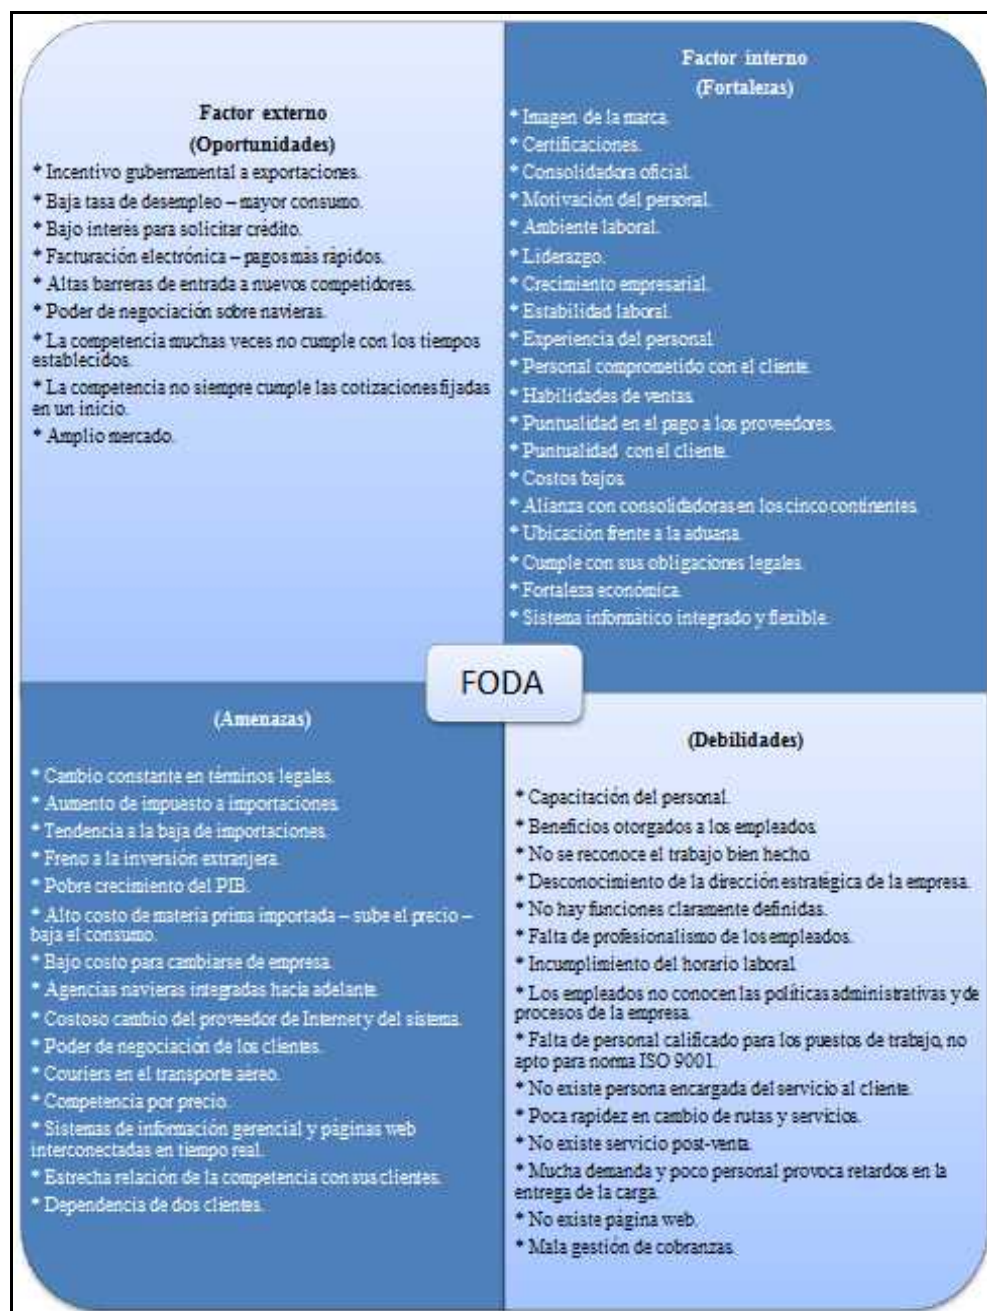 Factor externo
(Oportunidades)
* Incentivo gubernamental a exportaciones.
* Baja tasa de desempleo – mayor consumo.
* Bajo interés para solicitar crédito.
* Facturación electrónica – pagos más rápidos.
* Altas barreras de entrada a nuevos competidores.
* Poder de negociación sobre navieras.
* La competencia muchas veces no cumple con los tiempos
establecidos.
* La competencia no siempre cumple las cotizaciones fijadas
en un inicio.
* Amplio mercado.
Factor interno
(Fortalezas)
* Imagen de la marca.
* Certificaciones.
* Consolidadora oficial.
* Motivación del personal.
* Ambiente laboral.
* Liderazgo.
* Crecimiento empresarial.
* Estabilidad laboral.
* Experiencia del personal.
* Personal comprometido con el cliente.
* Habilidades de ventas.
* Puntualidad en el pago a los proveedores.
* Puntualidad con el cliente.
* Costos bajos.
* Alianza con consolidadoras en los cinco continentes.
* Ubicación frente a la aduana.
* Cumple con sus obligaciones legales.
* Fortaleza económica.
* Sistema informático integrado y flexible.
FODA
(Amenazas)
* Cambio constante en términos legales.
* Aumento de impuesto a importaciones.
* Tendencia a la baja de importaciones.
* Freno a la inversión extranjera.
* Pobre crecimiento del PIB.
* Alto costo de materia prima importada – sube el precio –
baja el consumo.
* Bajo costo para cambiarse de empresa.
* Agencias navieras integradas hacia adelante.
* Costoso cambio del proveedor de Internet y del sistema.
* Poder de negociación de los clientes.
* Couriers en el transporte aereo.
* Competencia por precio.
* Sistemas de información gerencial y páginas web
interconectadas en tiempo real.
* Estrecha relación de la competencia con sus clientes.
* Dependencia de dos clientes.
(Debilidades)
* Capacitación del personal.
* Beneficios otorgados a los empleados.
* No se reconoce el trabajo bien hecho.
* Desconocimiento de la dirección estratégica de la empresa.
* No hay funciones claramente definidas.
* Falta de profesionalismo de los empleados.
* Incumplimiento del horario laboral.
* Los empleados no conocen las políticas administrativas y de
procesos de la empresa.
* Falta de personal calificado para los puestos de trabajo, no
apto para norma ISO 9001.
* No existe persona encargada del servicio al cliente.
* Poca rapidez en cambio de rutas y servicios.
* No existe servicio post-venta.
* Mucha demanda y poco personal provoca retardos en la
entrega de la carga.
* No existe página web.
* Mala gestión de cobranzas.